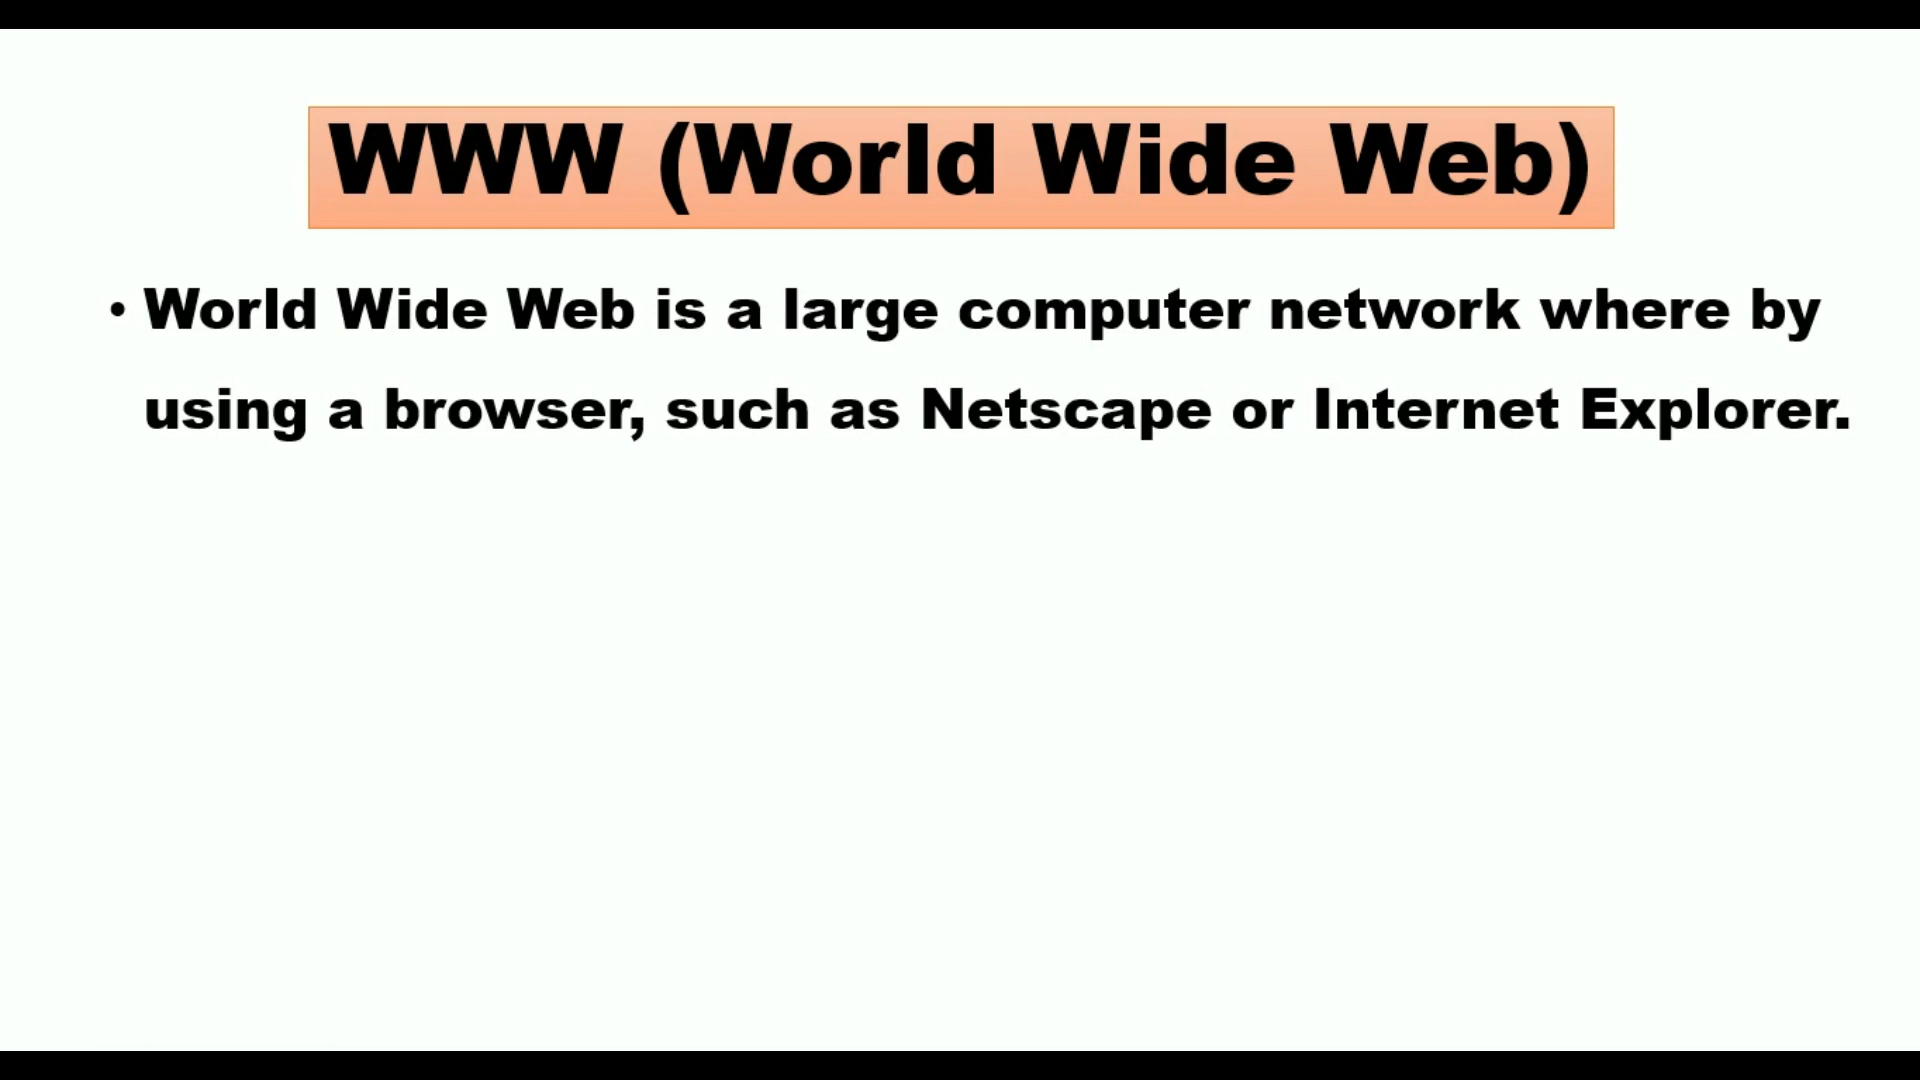 WWW (World Wide Web)
• World Wide Web is a large computer network where by
using a browser, such as Netscape or Internet Explorer.